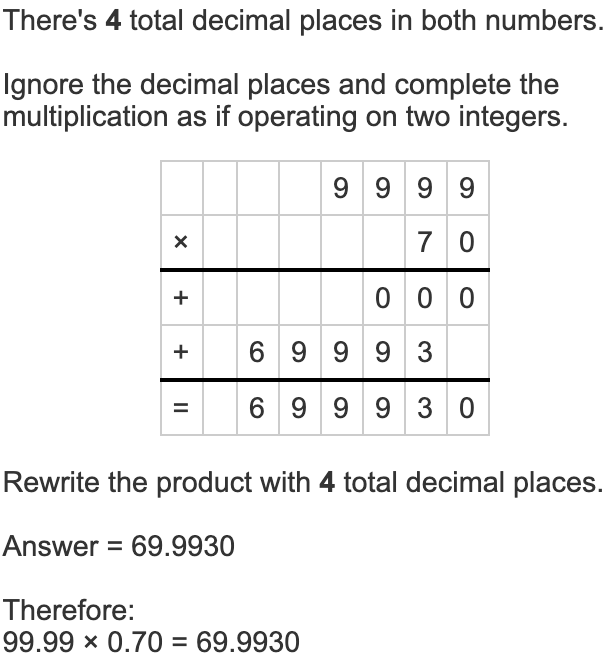 There's 4 total decimal places in both numbers.
Ignore the decimal places and complete the
multiplication as if operating on two integers.
9 9 9 9
× 7 0
+ 0 0 0
+ 6 9 9 9 3
= 6 9 9 9 3 0
Rewrite the product with 4 total decimal places.
Answer = 69.9930
Therefore:
99.99 × 0.70 = 69.9930